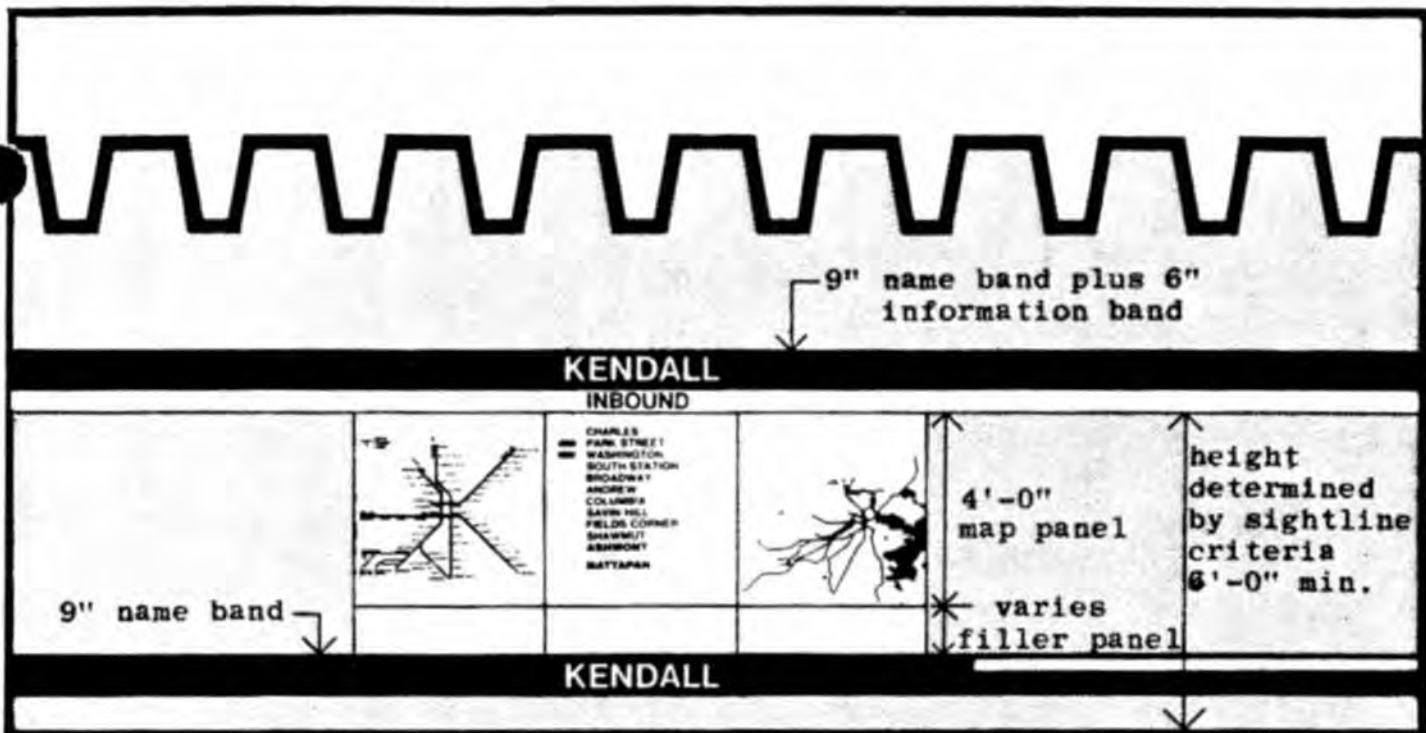 9" name band plus 6"
information band
KENDALL
INBOUND
CHARLES
PARK STREET
WASHINGTON
SOUTH STATION
BROADWAY
ANDREW
COLUMBIA
SAVIN HILL
FIELDS CORNER
SHAWMUT
ASHMONT
MATTAPAN
4'-0"
map panel
height
determined
by sightline
criteria
6'-0" min.
9" name band
varies
filler panel
KENDALL